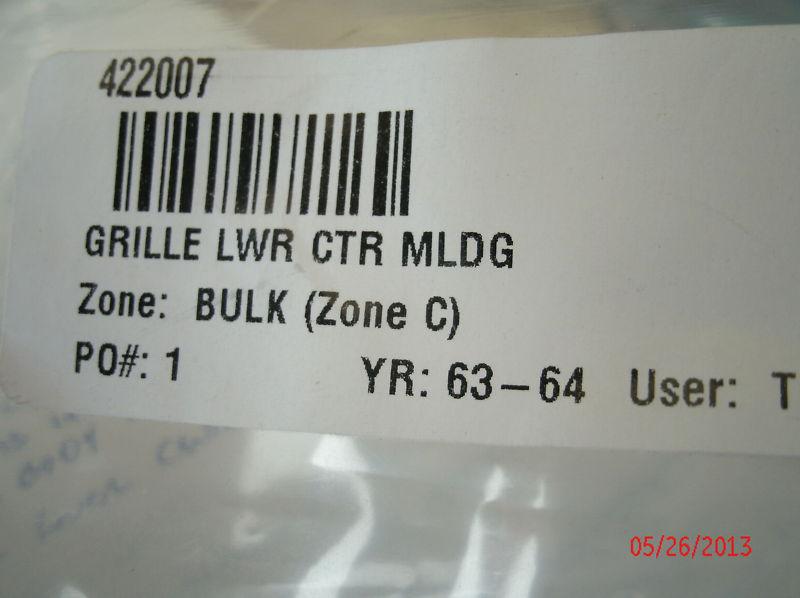 422007
GRILLE LWR CTR MLDG
Zone: BULK (Zone C)
PO#: 1 YR: 63-64 User: T
05/26/2013